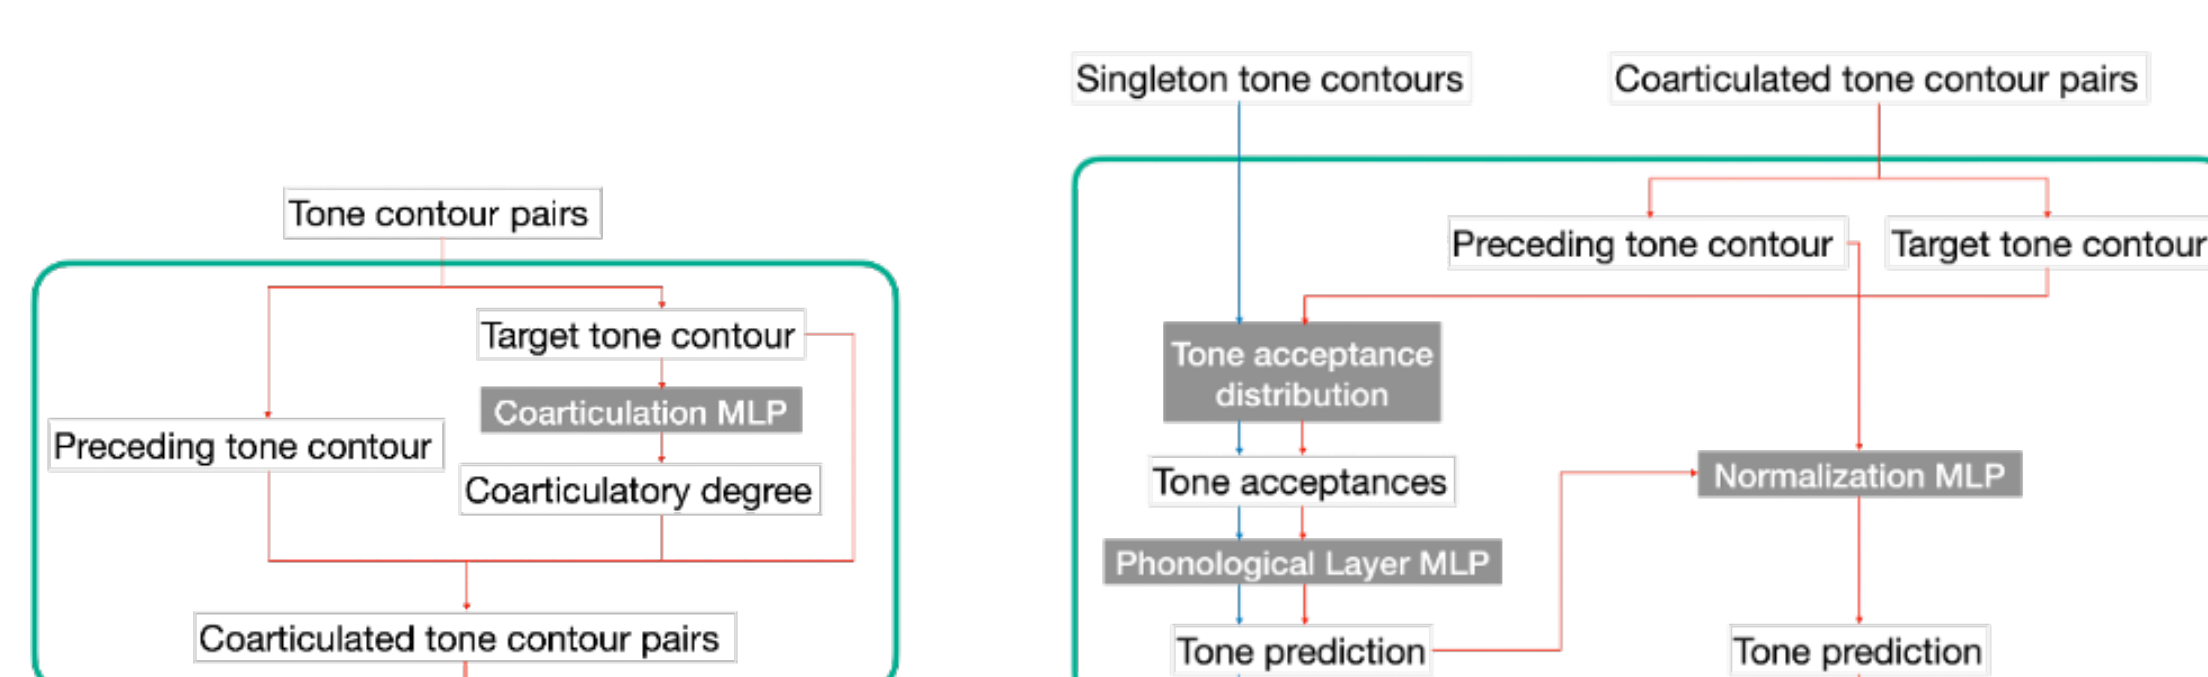 Tone contour pairs
Target tone contour
Coarticulation MLP
Preceding tone contour
Coarticulatory degree
Coarticulated tone contour pairs
Singleton tone contours
Coarticulated tone contour pairs
Preceding tone contour
Target tone contour
Tone acceptance
distribution
Tone acceptances
Normalization MLP
Phonological Layer MLP
Tone prediction
Tone prediction